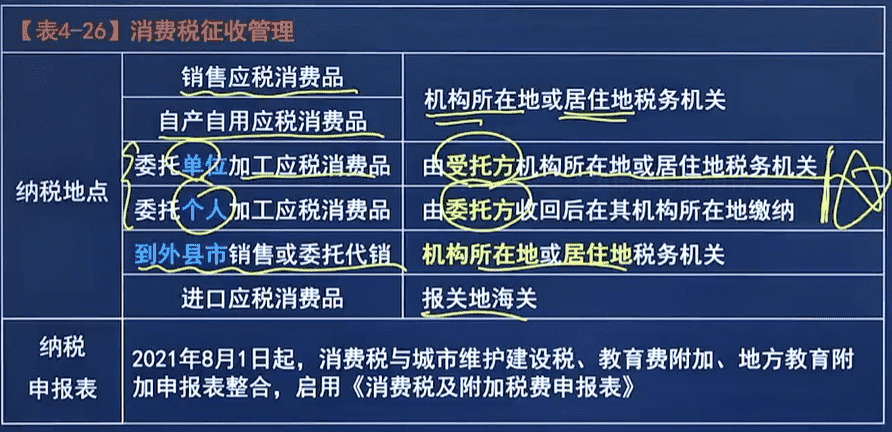 【表4-26】消费税征收管理
纳税地点
销售应税消费品
自产自用应税消费品
机构所在地或居住地税务机关
委托单位加工应税消费品
由受托方机构所在地或居住地税务机关
委托个人加工应税消费品
由委托方收回后在其机构所在地缴纳
到外县市销售或委托代销
机构所在地或居住地税务机关
进口应税消费品
报关地海关
纳税
申报表
2021年8月1日起，消费税与城市维护建设税、教育费附加、地方教育附
加申报表整合，启用《消费税及附加税费申报表》